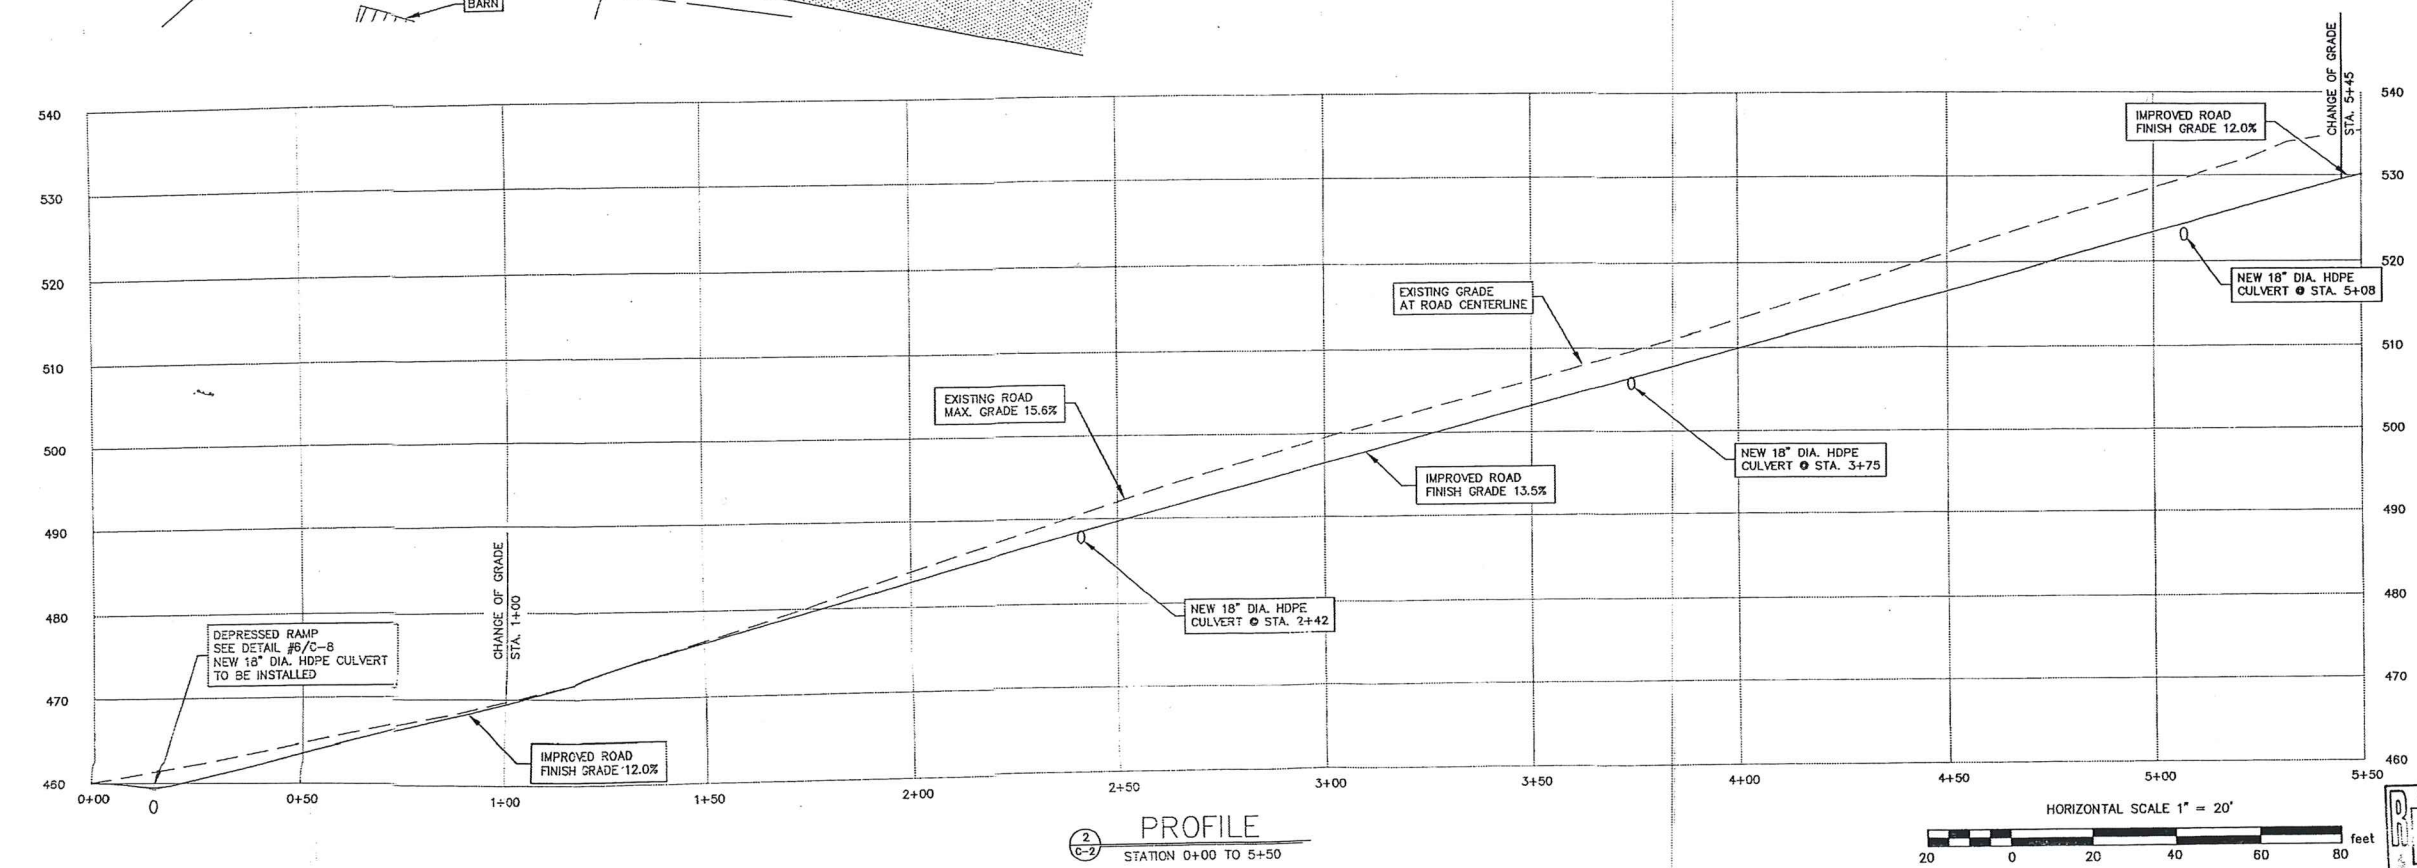 BARN
CHANGE OF GRADE
STA. 5+45
540
540
IMPROVED ROAD
FINISH GRADE 12.0%
530
530
NEW 18" DIA. HDPE
CULVERT @ STA. 5+08
520
520
EXISTING GRADE
AT ROAD CENTERLINE
510
510
EXISTING ROAD
MAX. GRADE 15.6%
500
500
NEW 18" DIA. HDPE
CULVERT @ STA. 3+75
IMPROVED ROAD
FINISH GRADE 13.5%
490
490
CHANGE OF GRADE
STA. 1+00
NEW 18" DIA. HDPE
CULVERT @ STA. 2+42
480
480
DEPRESSED RAMP
SEE DETAIL #6/C-8
NEW 18" DIA. HDPE CULVERT
TO BE INSTALLED
470
470
IMPROVED ROAD
FINISH GRADE 12.0%
460
460
0+00 0+50 1+00 1+50 2+00 2+50 3+00 3+50 4+00 4+50 5+00 5+50
2
C-2
PROFILE
STATION 0+00 TO 5+50
HORIZONTAL SCALE 1" = 20'
20 0 20 40 60 80 feet